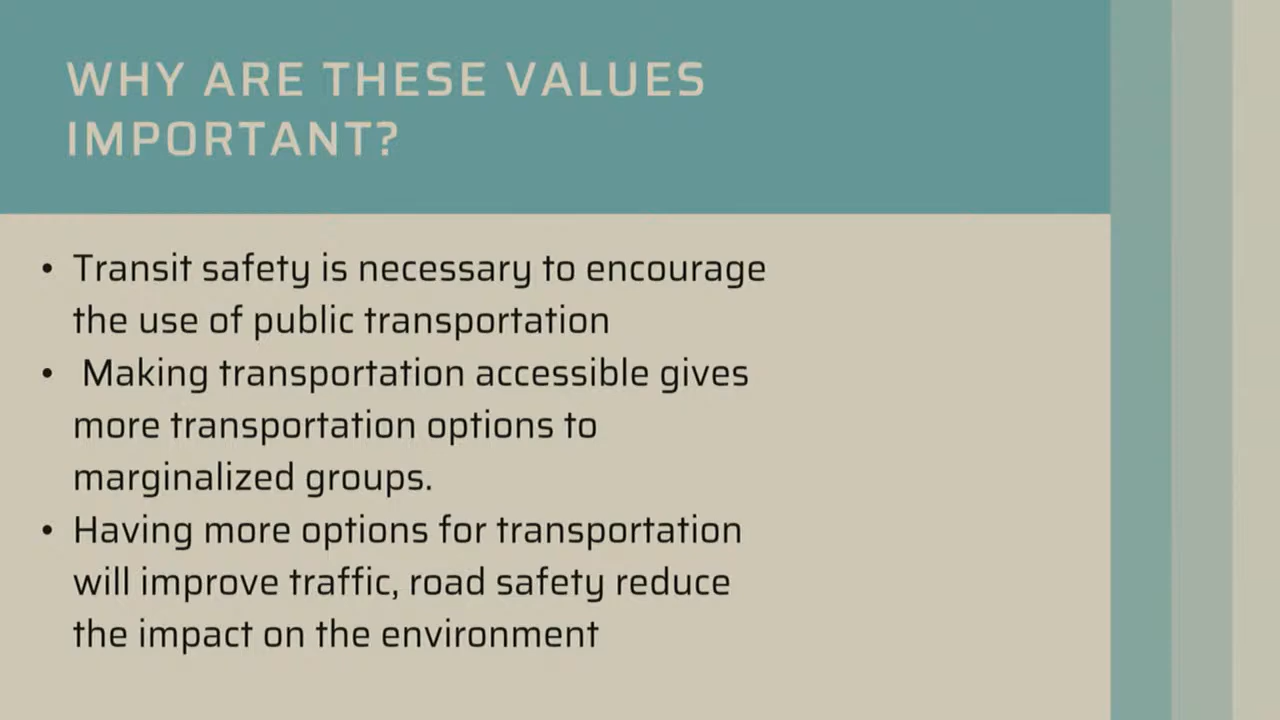 WHY ARE THESE VALUES
IMPORTANT?
• Transit safety is necessary to encourage
the use of public transportation
• Making transportation accessible gives
more transportation options to
marginalized groups.
• Having more options for transportation
will improve traffic, road safety reduce
the impact on the environment